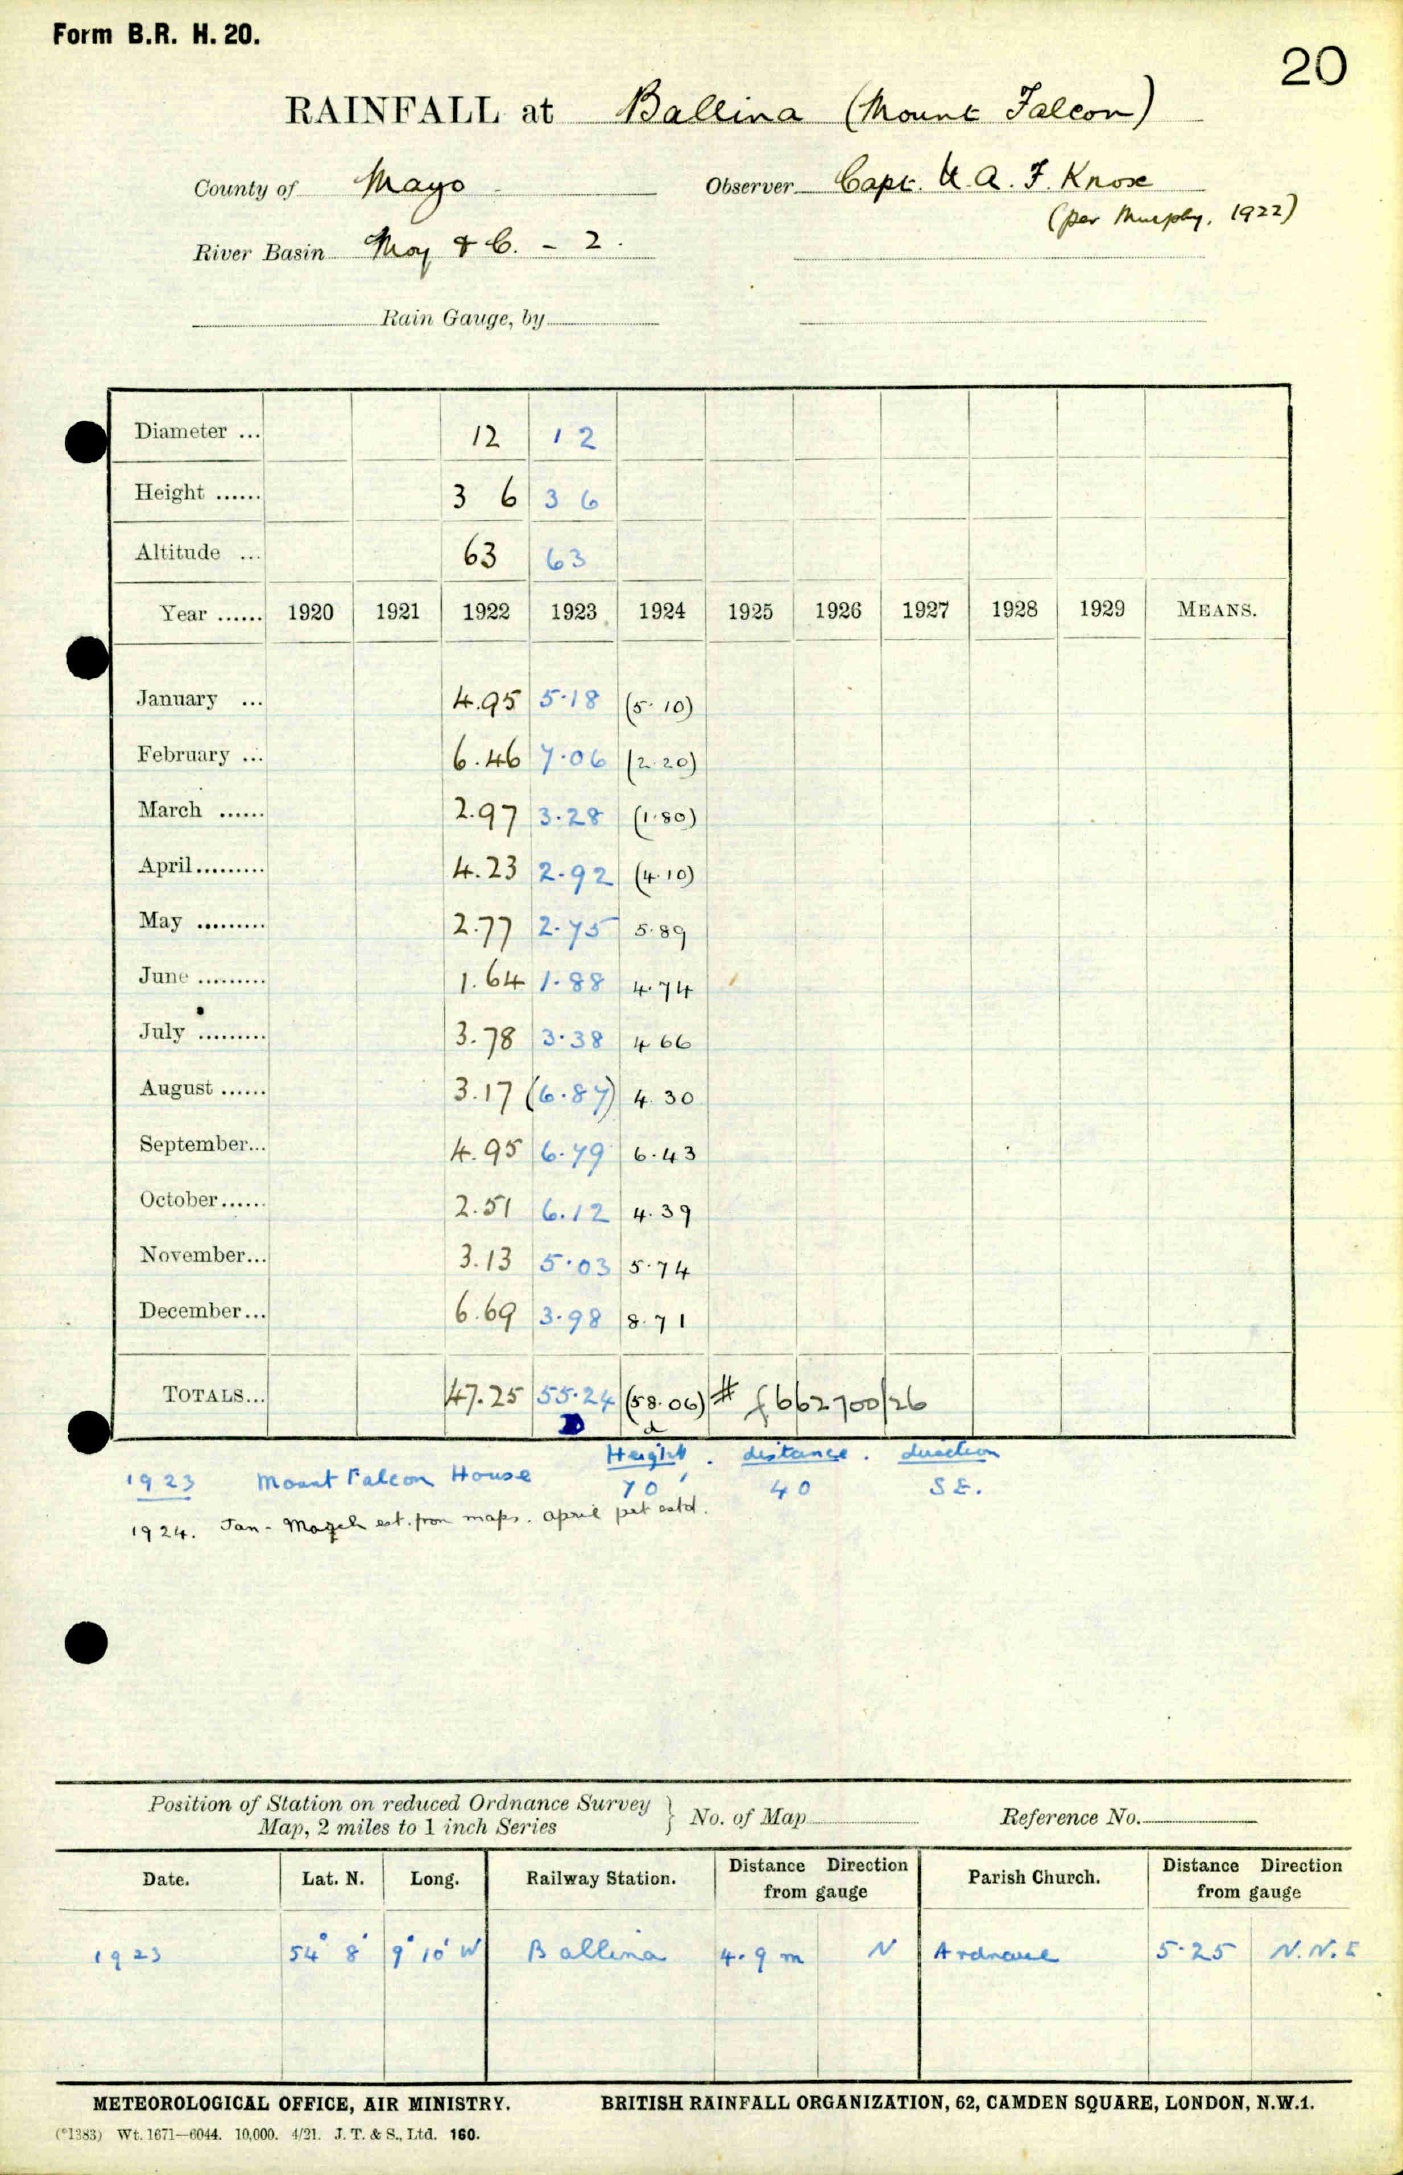 Form B.R. H. 20.
20
RAINFALL at Ballina (Mount Falcon)
County of Mayo Observer Capt. U. A. F. Knox
(per Murphy, 1922)
River Basin Moy & C. - 2.
Rain Gauge, by
Diameter ... 12 12
Height ...... 3 6 3 6
Altitude ... 63 63
Year ...... 1920 1921 1922 1923 1924 1925 1926 1927 1928 1929 MEANS.
January ... 4.95 5.18 (5.10)
February ... 6.46 7.06 (2.20)
March ...... 2.97 3.28 (1.80)
April......... 4.23 2.92 (4.10)
May ......... 2.77 2.75 5.89
June ......... 1.64 1.88 4.74
July ......... 3.78 3.38 4 66
August ...... 3.17 (6.87) 4.30
September... 4.95 6.79 6.43
October...... 2.51 6.12 4.39
November... 3.13 5.03 5.74
December... 6.69 3.98 8.71
TOTALS... 47.25 55.24 (58.06) # £662700/26
D d
Height. distance. direction
1923 Mount Falcon House 70' 40 S E.
1924. Jan - March est. from maps. April part estd.
Position of Station on reduced Ordnance Survey Map, 2 miles to 1 inch Series } No. of Map Reference No.
Date. Lat. N. Long. Railway Station. Distance Direction from gauge Parish Church. Distance Direction from gauge
1923 54° 8' 9° 10' W Ballina 4.9 m N 5.25 N.N.E
METEOROLOGICAL OFFICE, AIR MINISTRY. BRITISH RAINFALL ORGANIZATION, 62, CAMDEN SQUARE, LONDON, N.W.1.
(*1383) Wt. 1671—6044. 10,000. 4/21. J. T. & S., Ltd. 160.